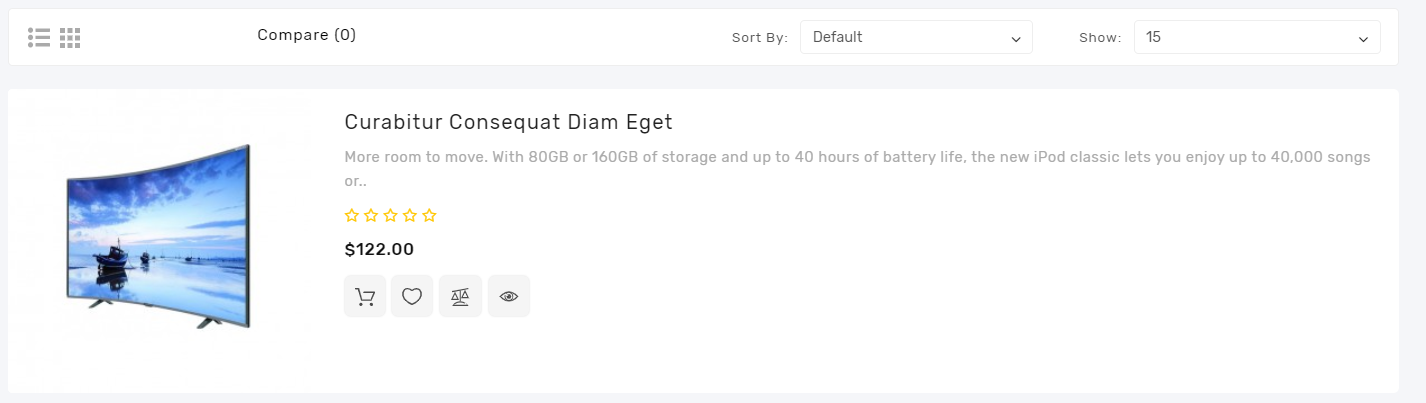 Compare (0)
Sort By:
Default
Show:
15
Curabitur Consequat Diam Eget
More room to move. With 80GB or 160GB of storage and up to 40 hours of battery life, the new iPod classic lets you enjoy up to 40,000 songs
or..
$122.00